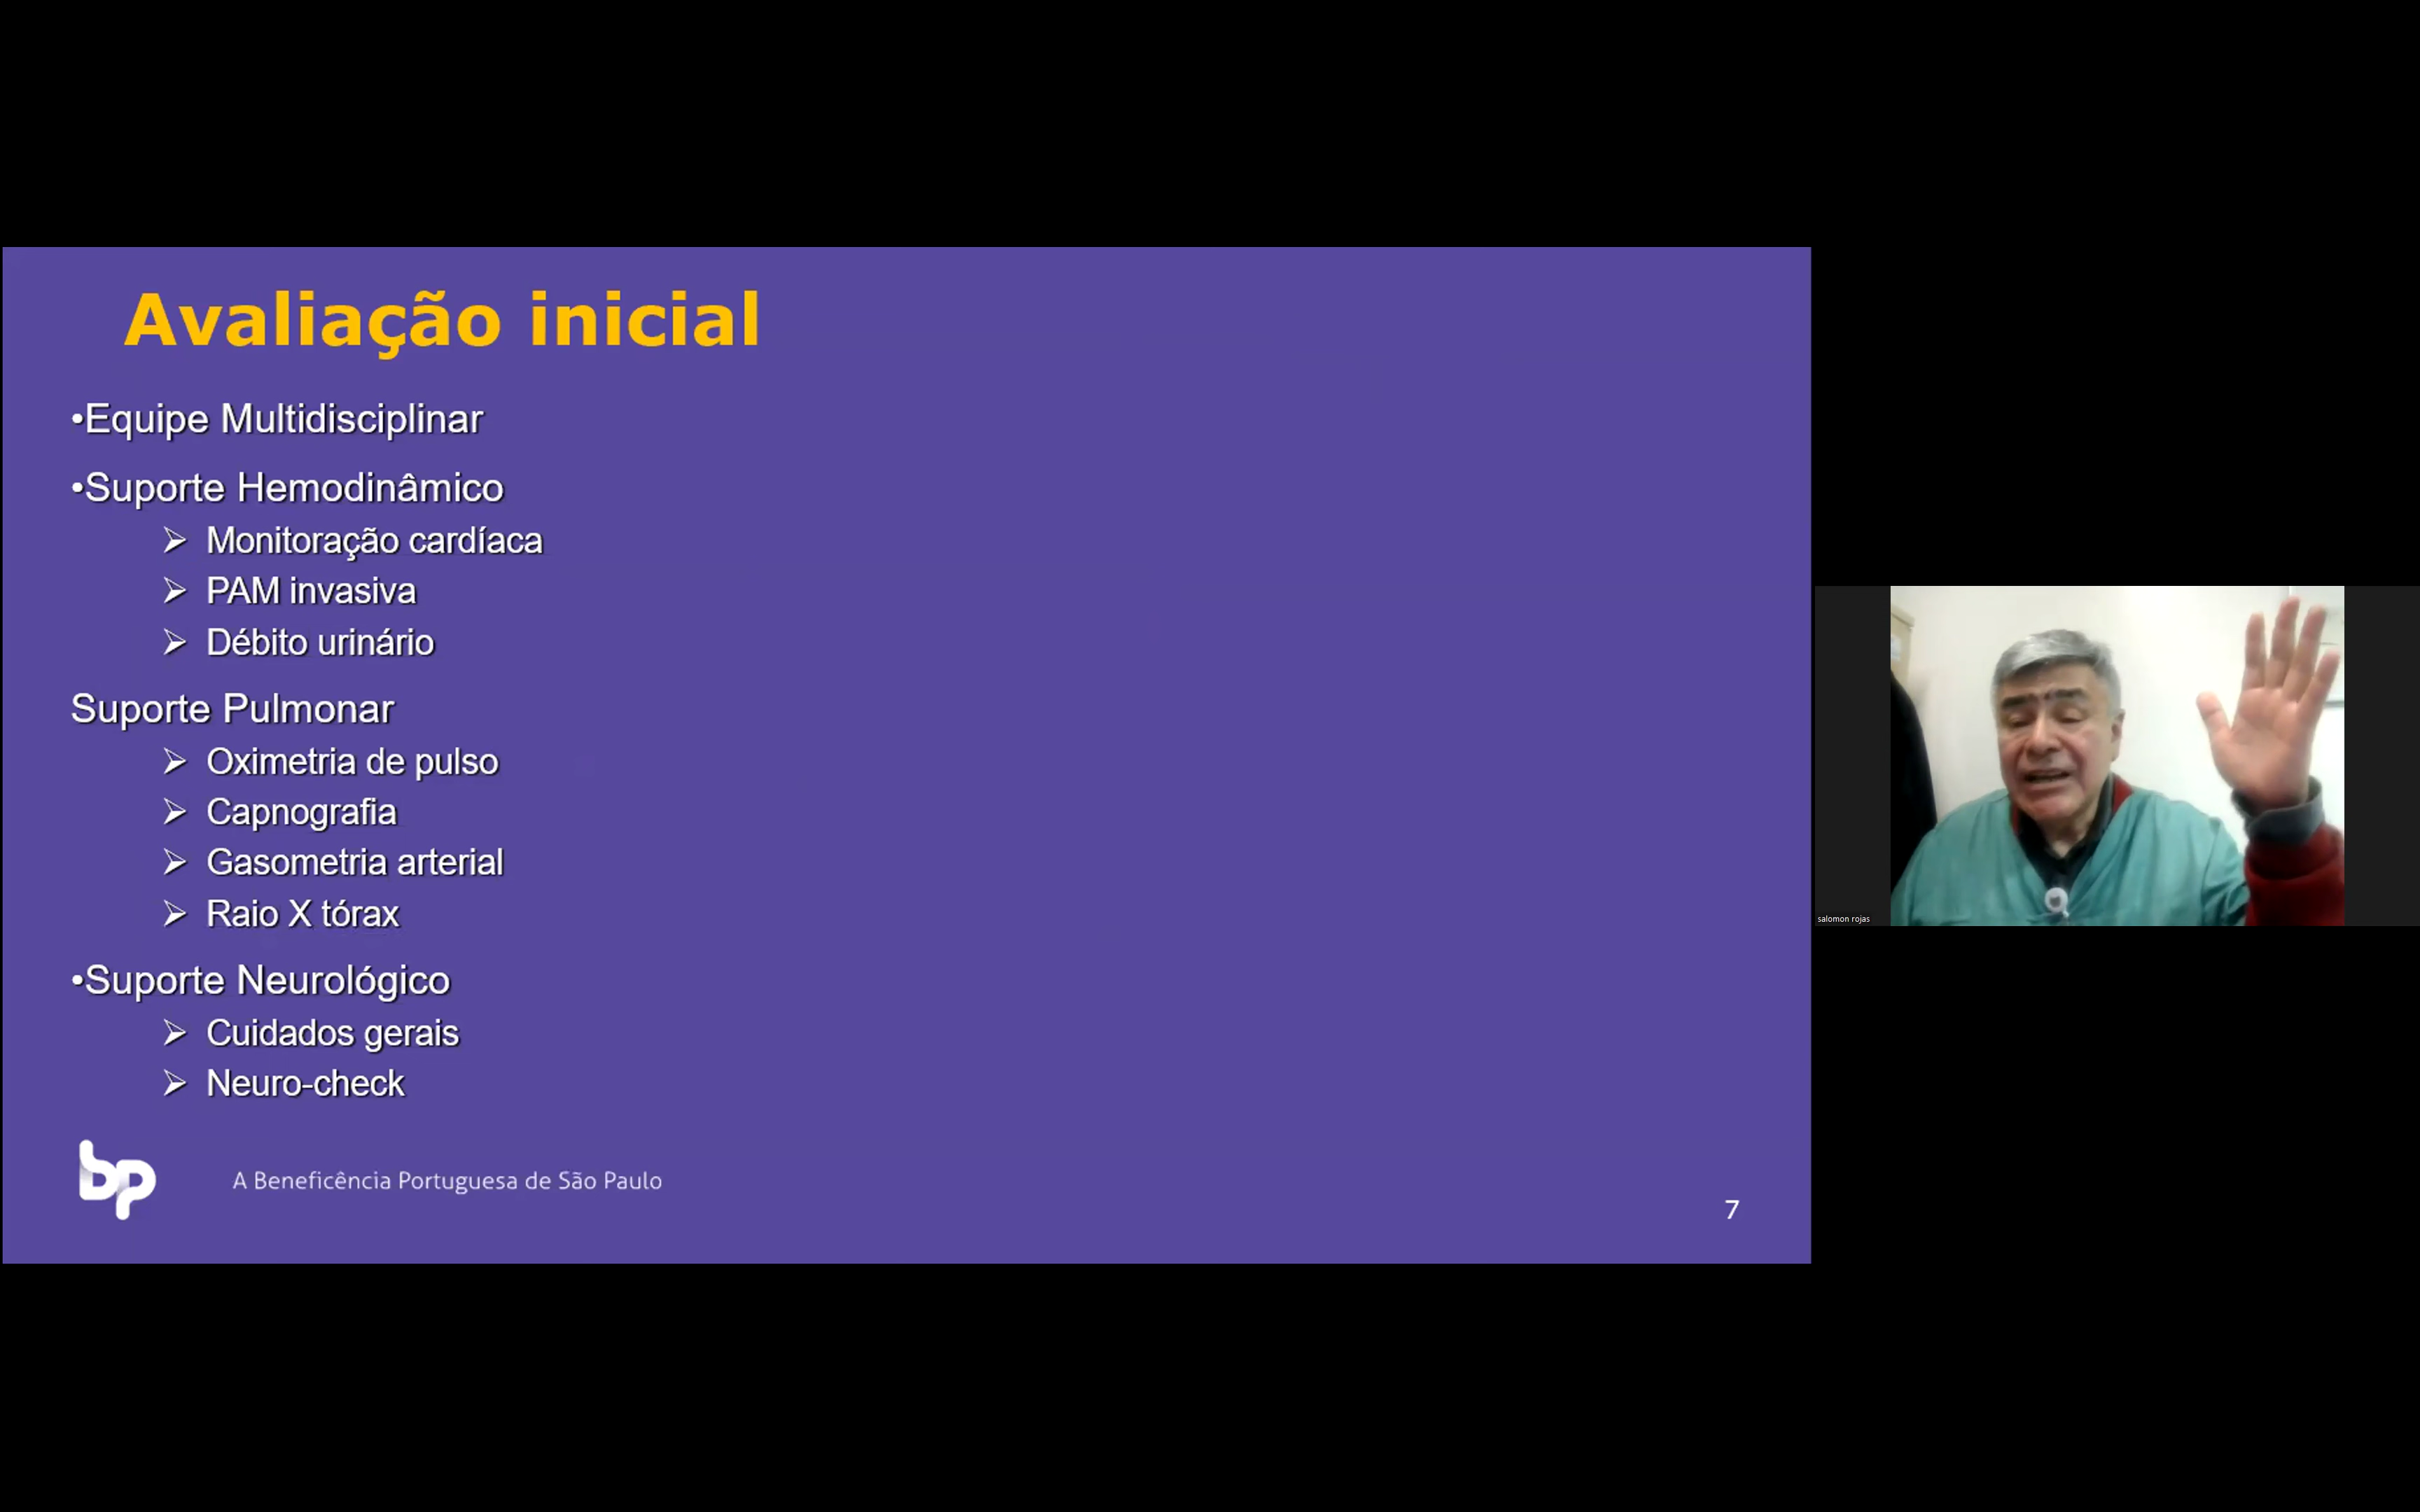 Avaliação inicial
•Equipe Multidisciplinar
•Suporte Hemodinâmico
➢ Monitoração cardíaca
➢ PAM invasiva
➢ Débito urinário
Suporte Pulmonar
➢ Oximetria de pulso
➢ Capnografia
➢ Gasometria arterial
➢ Raio X tórax
•Suporte Neurológico
➢ Cuidados gerais
➢ Neuro-check
bp
A Beneficência Portuguesa de São Paulo
7
salomon rojas